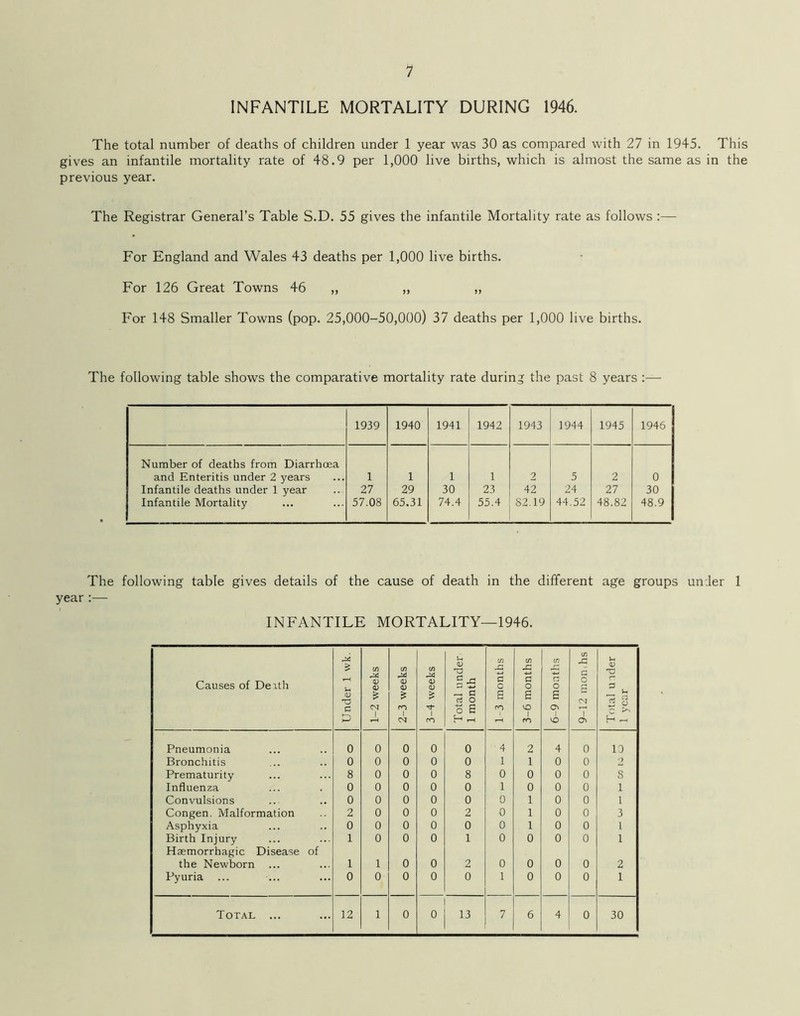 7
INFANTILE MORTALITY DURING 1946.
The total number of deaths of children under 1 year was 30 as compared with 27 in 1945. This
gives an infantile mortality rate of 48.9 per 1,000 live births, which is almost the same as in the
previous year.
The Registrar General's Table S.D. 55 gives the infantile Mortality rate as follows :—
For England and Wales 43 deaths per 1,000 live births.
For 126 Great Towns 46 ,, ,, ,,
For 148 Smaller Towns (pop. 25,000-50,000) 37 deaths per 1,000 live births.
The following table shows the comparative mortality rate during the past 8 years :—
1939 1940 1941 1942 1943 1944 1945 1946
Number of deaths from Diarrhœa
and Enteritis under 2 years ... 1 1 1 1 2 5 2 0
Infantile deaths under 1 year ... 27 29 30 23 42 24 27 30
Infantile Mortality ... ... 57.08 65.31 74.4 55.4 82.19 44.52 48.82 48.9
The following table gives details of the cause of death in the different age groups under 1
year :—
INFANTILE MORTALITY—1946.
Causes of Death Under 1 wk. 1-2 weeks 2-3 weeks 3-4 weeks Total under 1 month 1-3 months 3-6 months 6-9 months 9-12 months Total under 1 year
Pneumonia ... .. 0 0 0 0 0 4 2 4 0 10
Bronchitis ... .. 0 0 0 0 0 1 1 0 0 2
Prematurity ... ... 8 0 0 0 8 0 0 0 0 8
Influenza ... . 0 0 0 0 0 1 0 0 0 1
Convulsions .. .. 0 0 0 0 0 0 1 0 0 1
Congen. Malformation .. 2 0 0 0 2 0 1 0 0 3
Asphyxia ... .. 0 0 0 0 0 0 1 0 0 1
Birth Injury ... ... 1 0 0 0 1 0 0 0 0 1
Hæmorrhagic Disease of
the Newborn ... ... 1 1 0 0 2 0 0 0 0 2
Pyuria ... ... ... 0 0 0 0 0 1 0 0 0 1
TOTAL ... ... 12 1 0 0 13 7 6 4 0 30